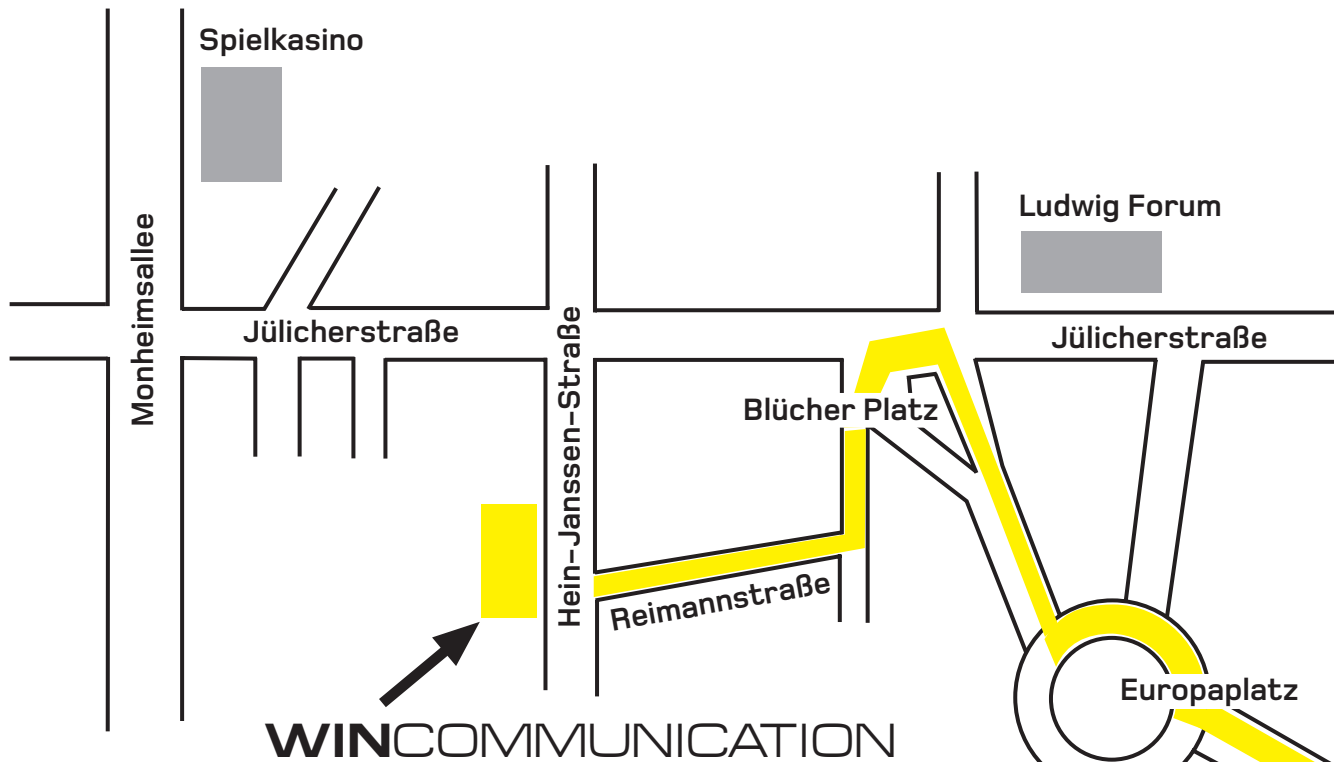 Spielkasino
Ludwig Forum
Monheimsallee
Jülicherstraße
Hein-Janssen-Straße
Jülicherstraße
Blücher Platz
Reimannstraße
Europaplatz
WINCOMMUNICATION